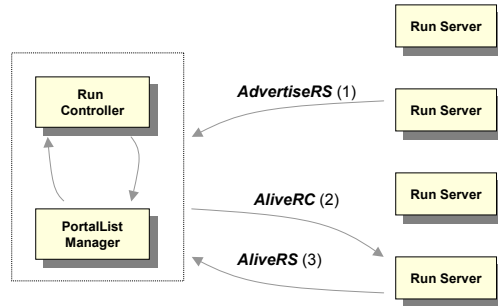 Run Server
Run
Controller
AdvertiseRS (1)
Run Server
AliveRC (2)
Run Server
PortalList
Manager
AliveRS (3)
Run Server